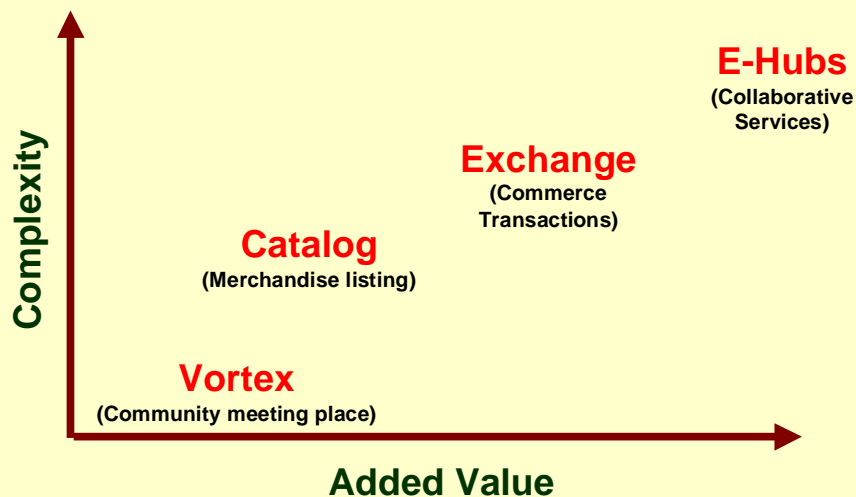 E-Hubs
(Collaborative
Services)
Exchange
(Commerce
Transactions)
Catalog
(Merchandise listing)
Vortex
(Community meeting place)
Complexity
Added Value